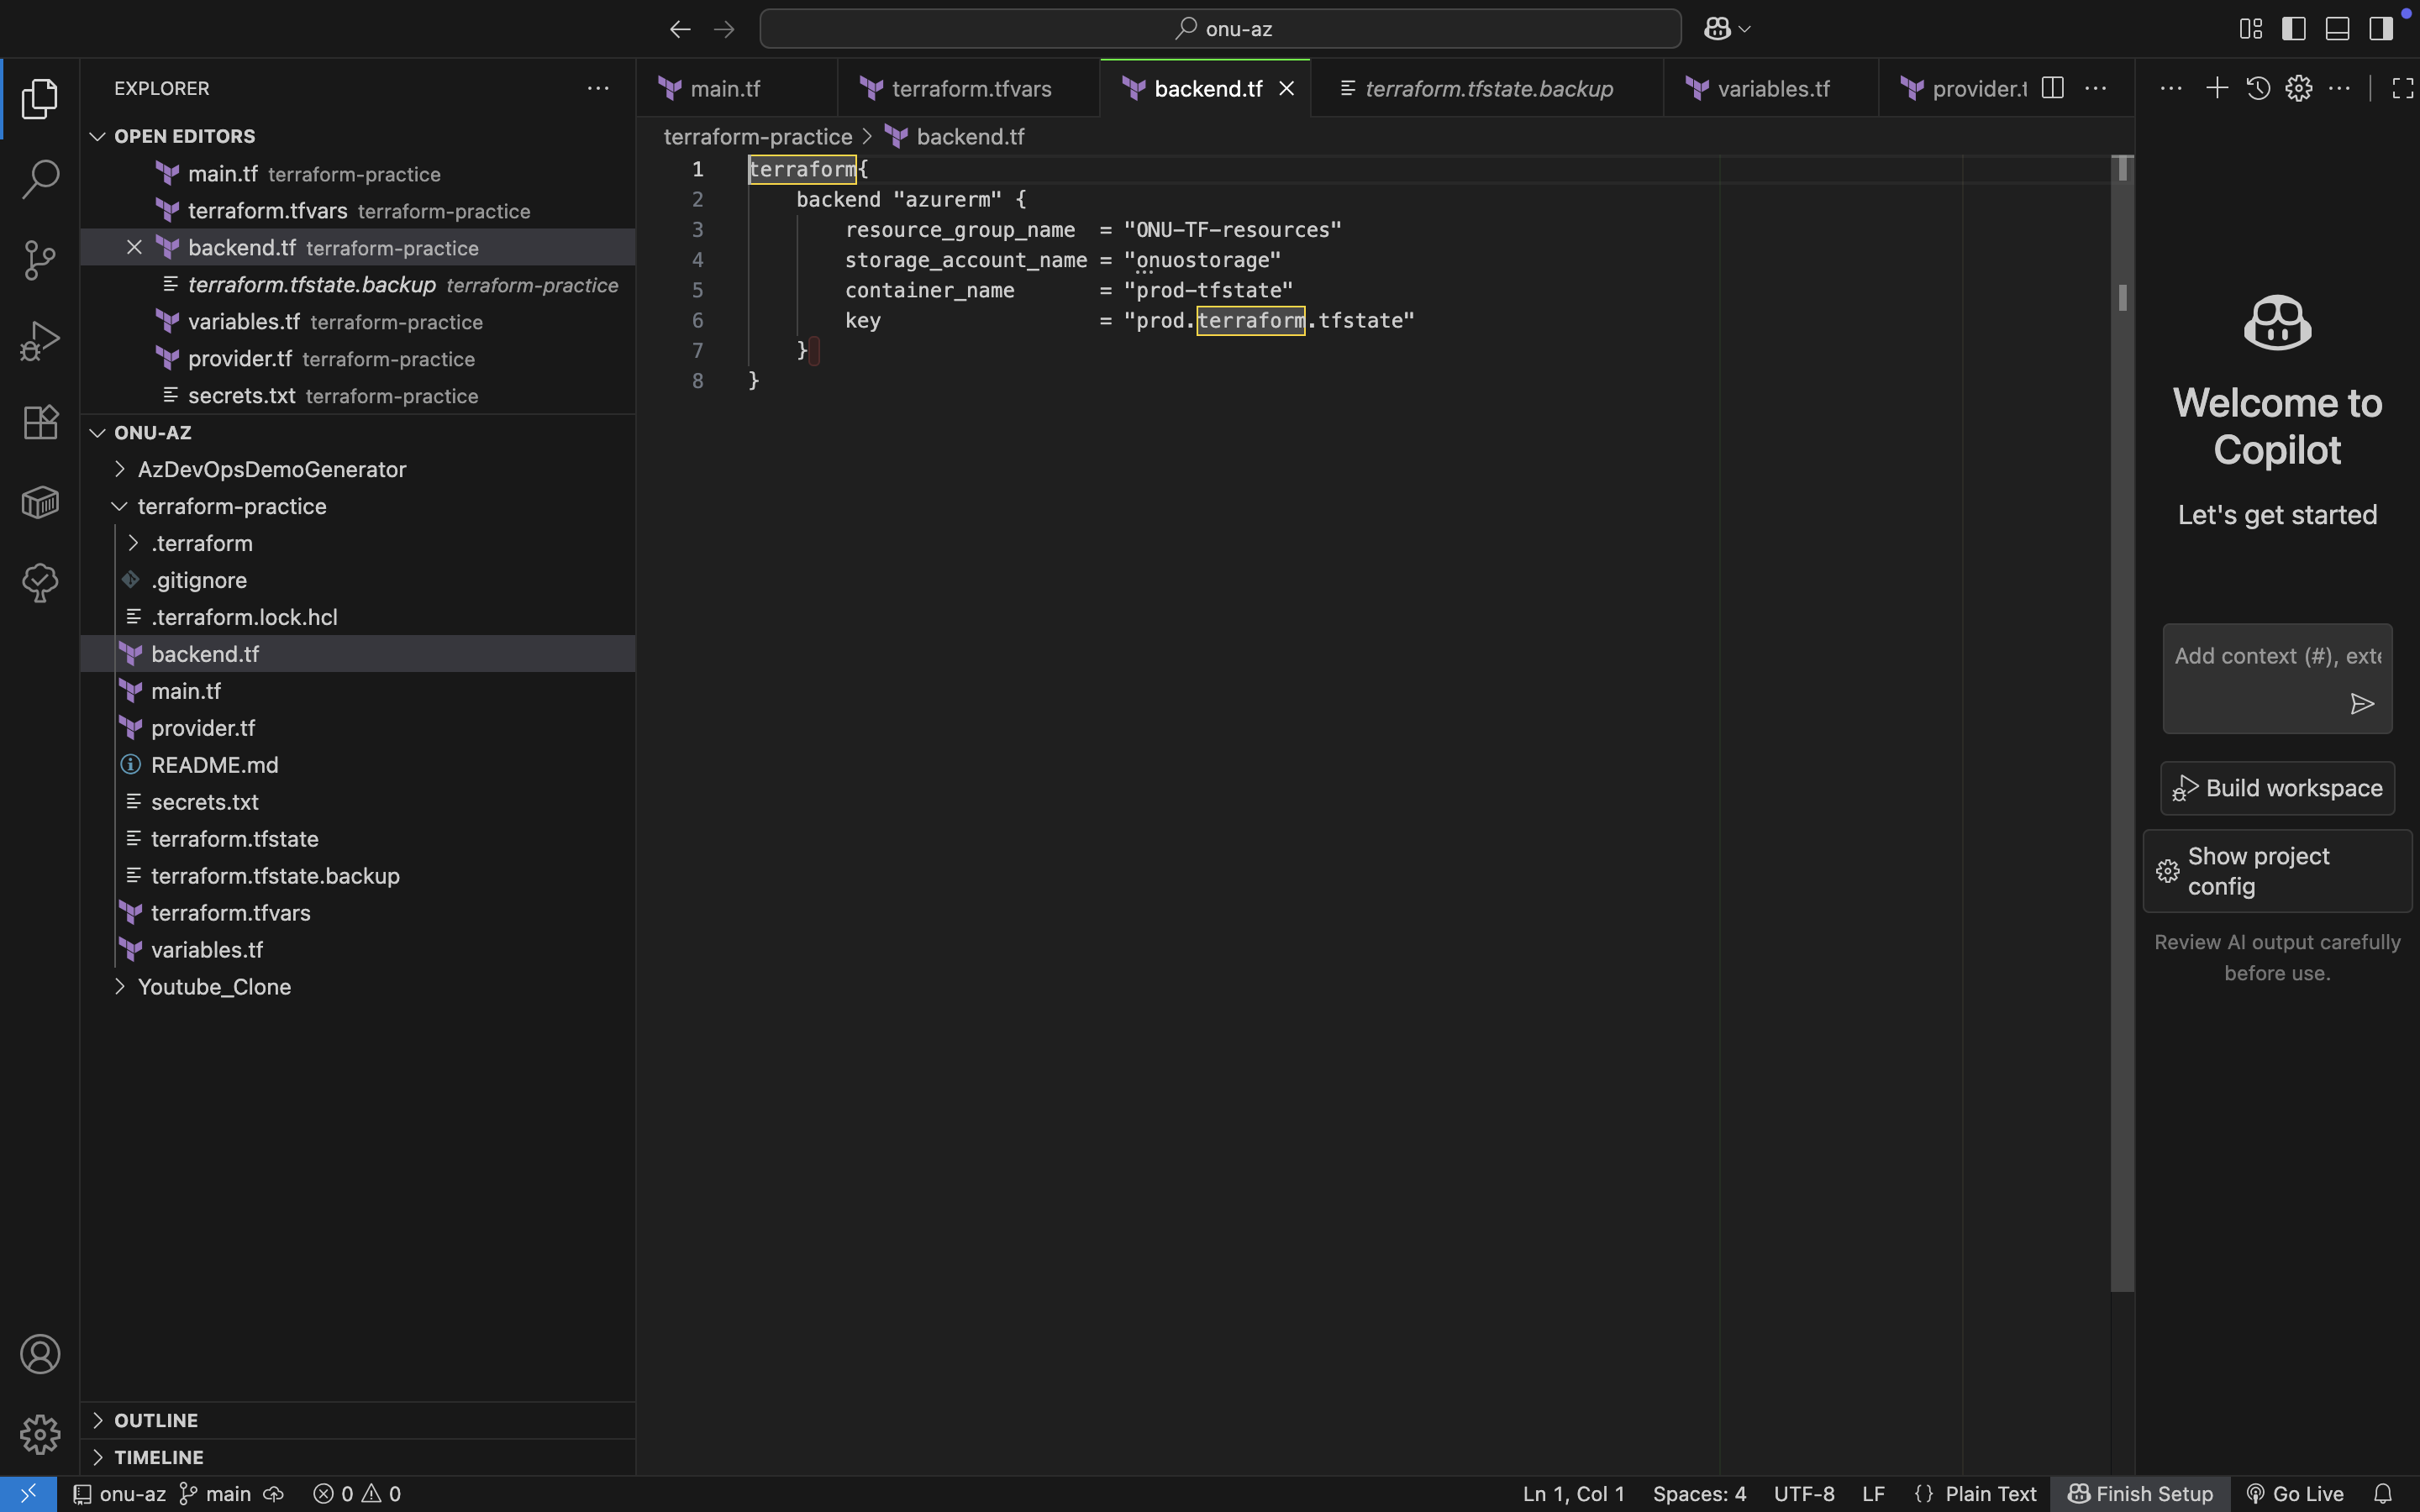 onu-az
EXPLORER
OPEN EDITORS
main.tf terraform-practice
terraform.tfvars terraform-practice
backend.tf terraform-practice
terraform.tfstate.backup terraform-practice
variables.tf terraform-practice
provider.tf terraform-practice
secrets.txt terraform-practice
ONU-AZ
AzDevOpsDemoGenerator
terraform-practice
.terraform
.gitignore
.terraform.lock.hcl
backend.tf
main.tf
provider.tf
README.md
secrets.txt
terraform.tfstate
terraform.tfstate.backup
terraform.tfvars
variables.tf
Youtube_Clone
OUTLINE
TIMELINE
main.tf terraform.tfvars backend.tf terraform.tfstate.backup variables.tf provider.t
terraform-practice > backend.tf
1 terraform{
2 backend "azurerm" {
3 resource_group_name = "ONU-TF-resources"
4 storage_account_name = "onuostorage"
5 container_name = "prod-tfstate"
6 key = "prod.terraform.tfstate"
7 }
8 }
Welcome to
Copilot
Let's get started
Add context (#), exte
Build workspace
Show project
config
Review AI output carefully
before use.
onu-az main 0 0 Ln 1, Col 1 Spaces: 4 UTF-8 LF {} Plain Text Finish Setup Go Live